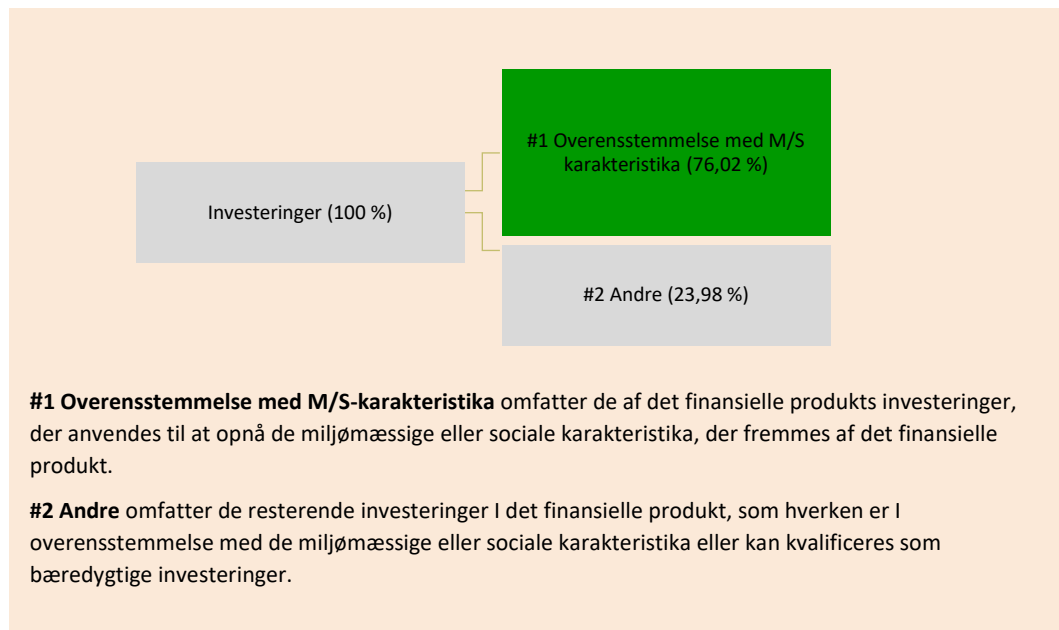 #1 Overensstemmelse med M/S
karakteristika (76,02 %)
Investeringer (100 %)
#2 Andre (23,98 %)
#1 Overensstemmelse med M/S-karakteristika omfatter de af det finansielle produkts investeringer,
der anvendes til at opnå de miljømæssige eller sociale karakteristika, der fremmes af det finansielle
produkt.
#2 Andre omfatter de resterende investeringer I det finansielle produkt, som hverken er I
overensstemmelse med de miljømæssige eller sociale karakteristika eller kan kvalificeres som
bæredygtige investeringer.